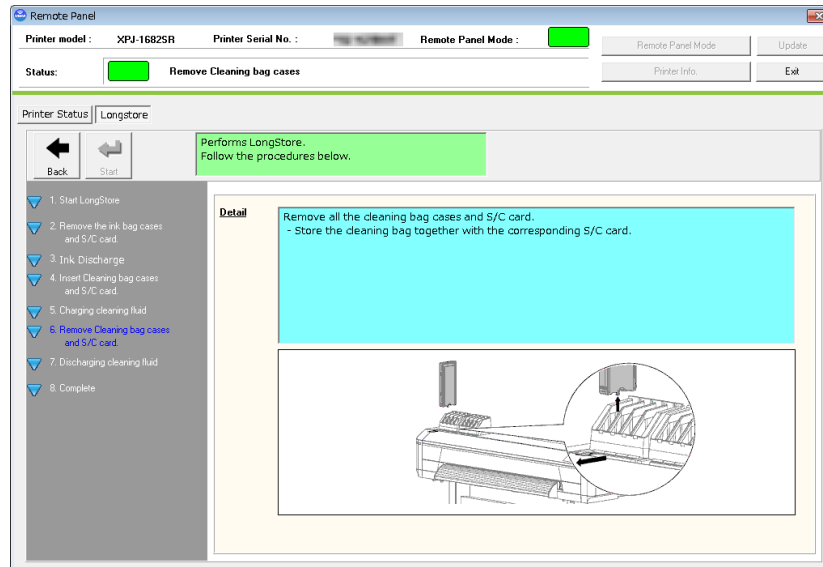 Remote Panel
Printer model : XPJ-1682SR Printer Serial No. : Remote Panel Mode :
Remote Panel Mode Update
Status: Remove Cleaning bag cases
Printer Info. Exit
Printer Status Longstore
Back Start
Performs LongStore.
Follow the procedures below.
1. Start LongStore
2. Remove the ink bag cases
and S/C card.
3. Ink Discharge
4. Insert Cleaning bag cases
and S/C card.
5. Charging cleaning fluid
6. Remove Cleaning bag cases
and S/C card.
7. Discharging cleaning fluid
8. Complete
Detail
Remove all the cleaning bag cases and S/C card.
- Store the cleaning bag together with the corresponding S/C card.